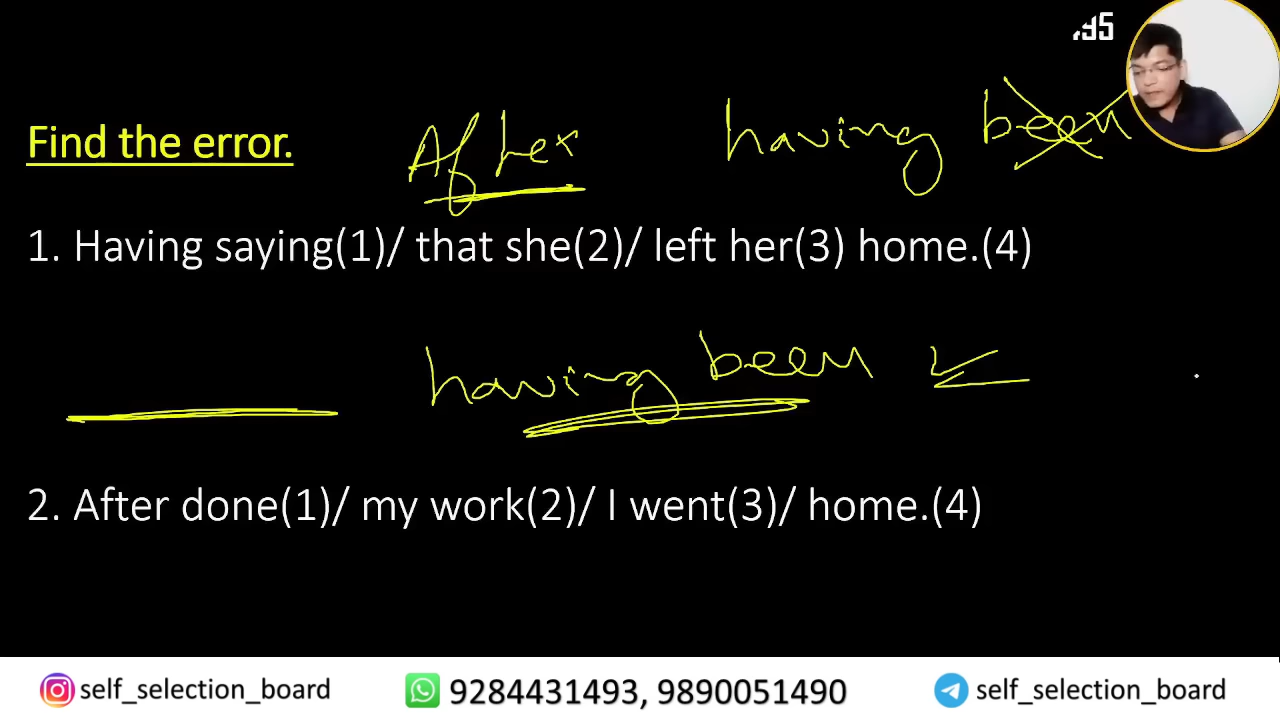 95
Find the error.
After having been
1. Having saying(1)/ that she(2)/ left her(3) home.(4)
having been
2. After done(1)/ my work(2)/ I went(3)/ home.(4)
self_selection_board 9284431493, 9890051490 self_selection_board